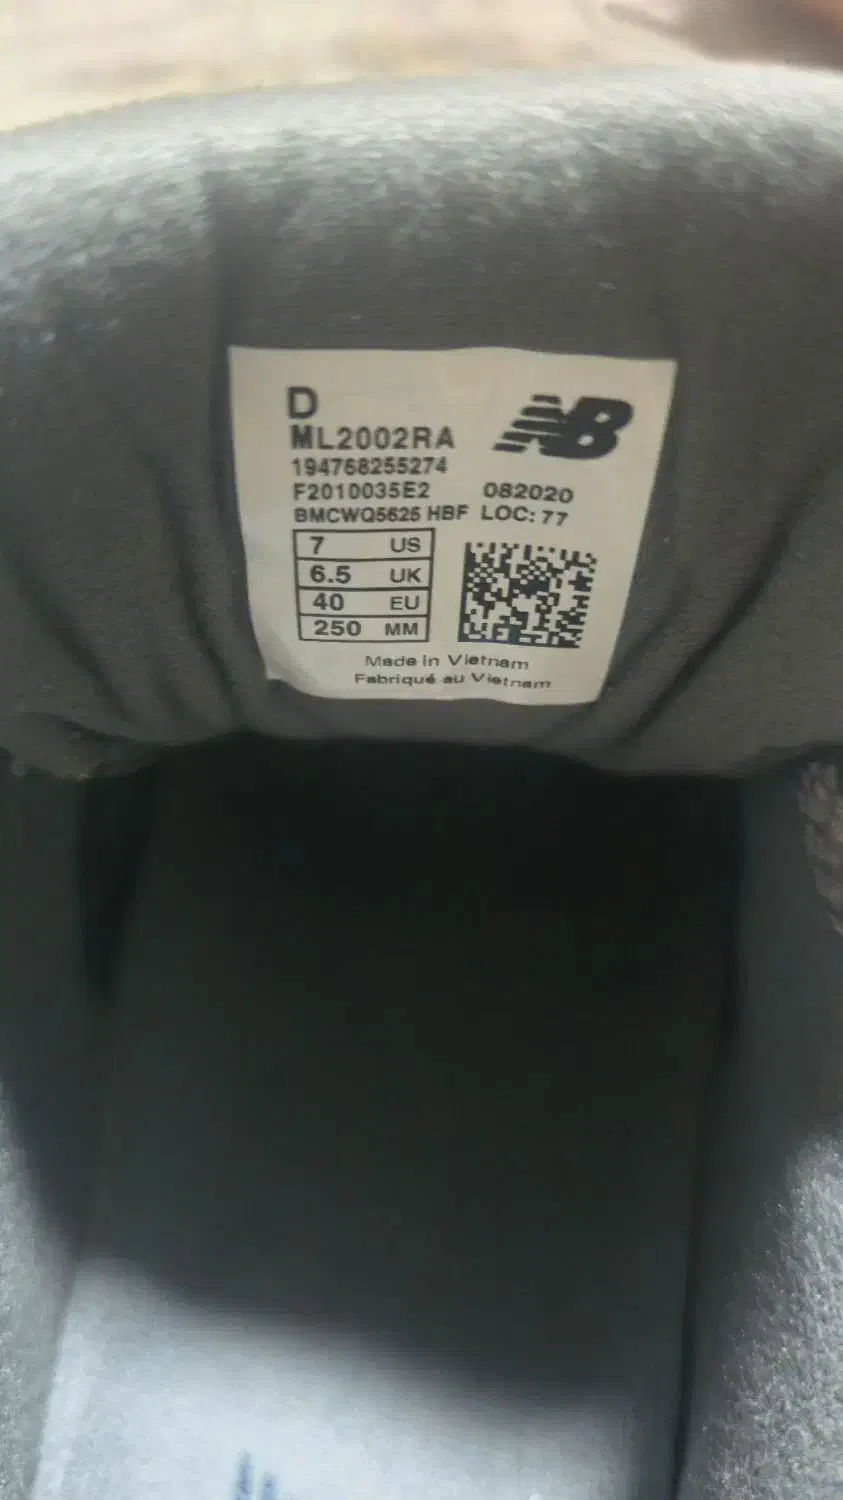 D
NB
ML2002RA
194768255274
F2010035E2 082020
BMCWQ5625 HBF LOC: 77
7 US
6.5 UK
40 EU
250 MM
Made in Vietnam
Fabriqué au Vietnam